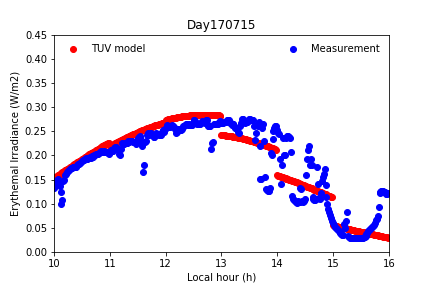 Day170715
TUV model
Measurement
Erythemal Irradiance (W/m2)
0.45
0.40
0.35
0.30
0.25
0.20
0.15
0.10
0.05
0.00
10 11 12 13 14 15 16
Local hour (h)